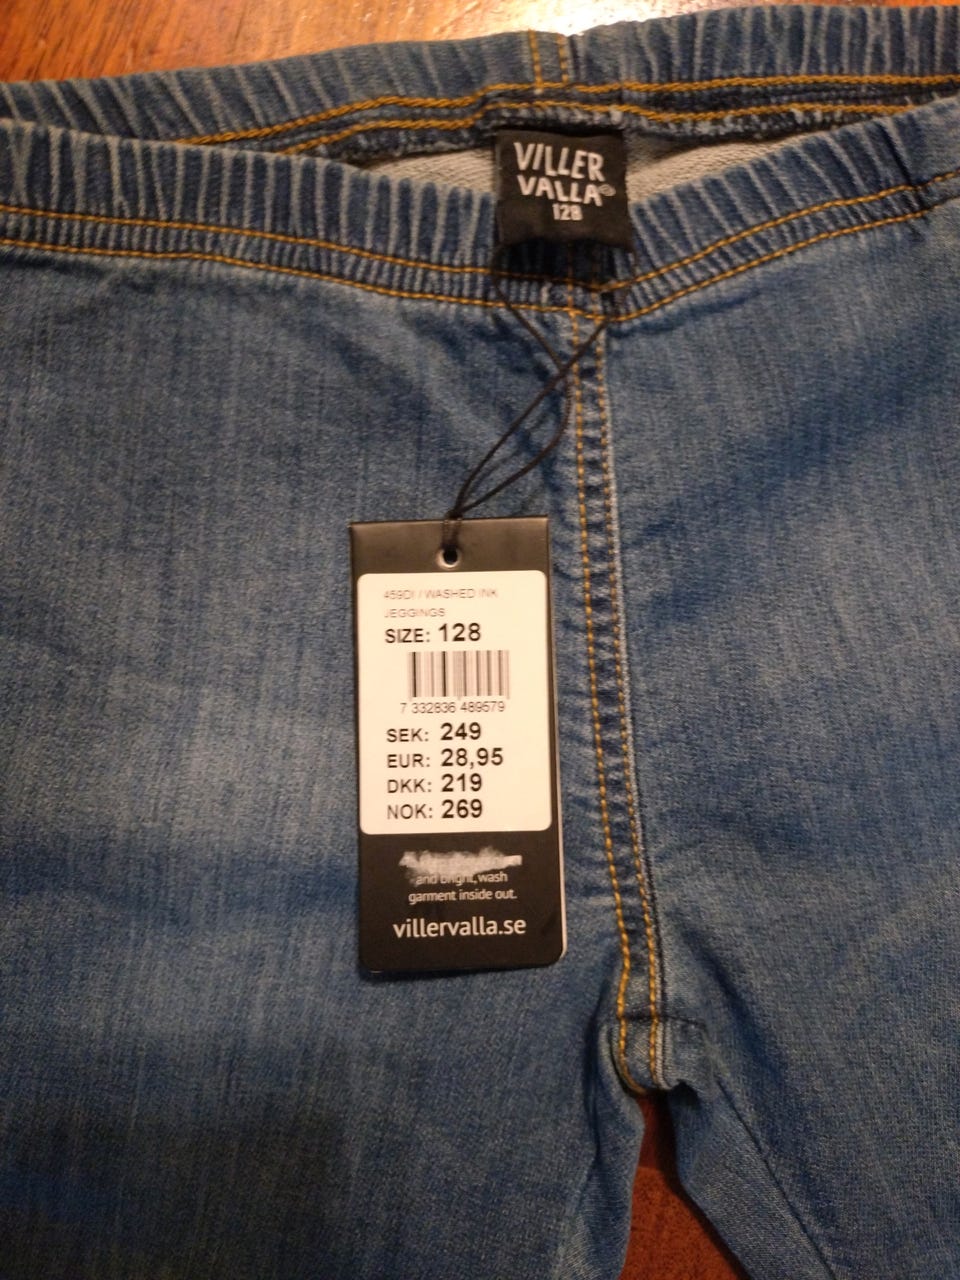 VILLER
VALLA®
128
459DI / WASHED INK
JEGGINGS
SIZE: 128
7 332836 489579
SEK: 249
EUR: 28,95
DKK: 219
NOK: 269
and bright, wash
garment inside out.
villervalla.se